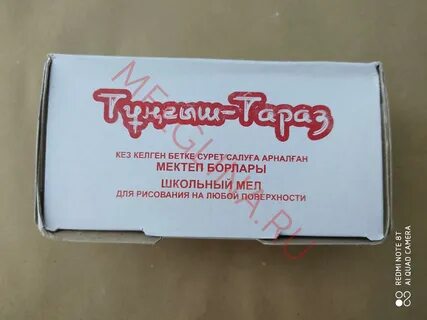 Тұңғыш-Тараз
КЕЗ КЕЛГЕН БЕТКЕ СУРЕТ САЛУҒА АРНАЛҒАН
МЕКТЕП БОРЛАРЫ
ШКОЛЬНЫЙ МЕЛ
ДЛЯ РИСОВАНИЯ НА ЛЮБОЙ ПОВЕРХНОСТИ
MELGLINA.RU
REDMI NOTE 8T
AI QUAD CAMERA